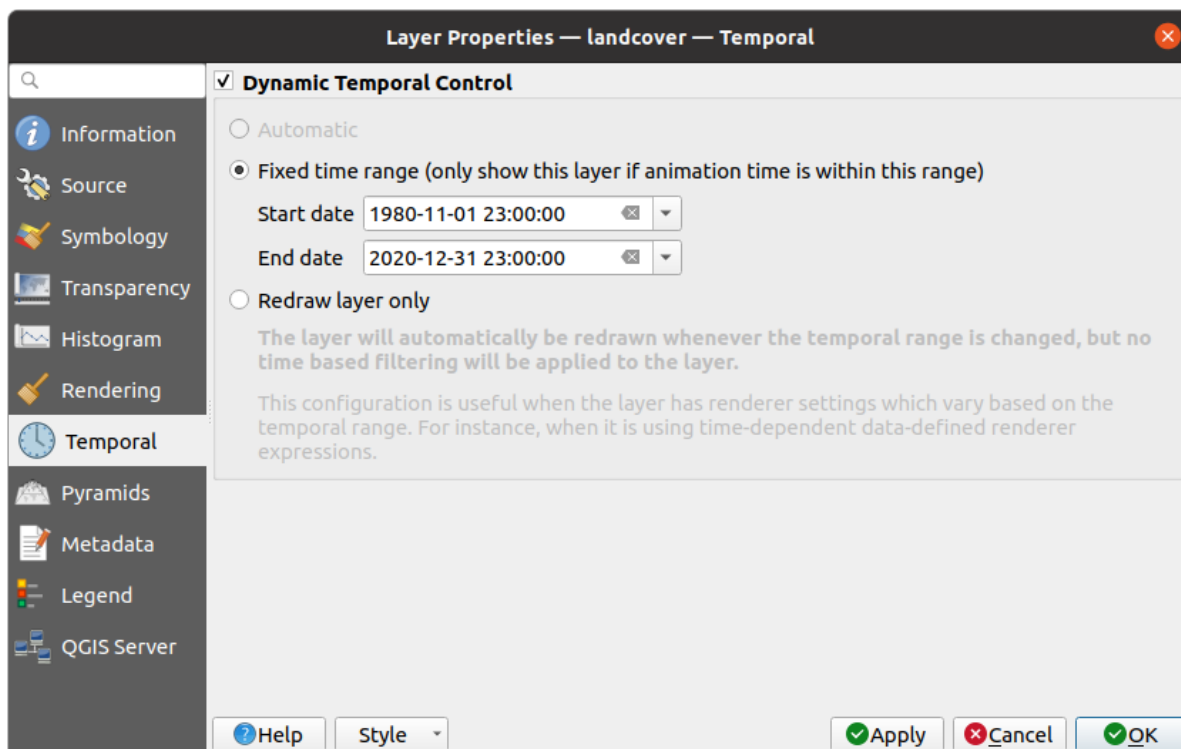 Layer Properties — landcover — Temporal
Information
Source
Symbology
Transparency
Histogram
Rendering
Temporal
Pyramids
Metadata
Legend
QGIS Server
Dynamic Temporal Control
Automatic
Fixed time range (only show this layer if animation time is within this range)
Start date 1980-11-01 23:00:00
End date 2020-12-31 23:00:00
Redraw layer only
The layer will automatically be redrawn whenever the temporal range is changed, but no
time based filtering will be applied to the layer.
This configuration is useful when the layer has renderer settings which vary based on the
temporal range. For instance, when it is using time-dependent data-defined renderer
expressions.
Help Style Apply Cancel OK